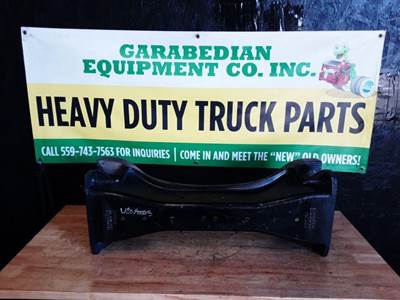 GARABEDIAN
EQUIPMENT CO. INC.
HEAVY DUTY TRUCK PARTS
CALL 559-743-7563 FOR INQUIRIES | COME IN AND MEET THE "NEW" OLD OWNERS!